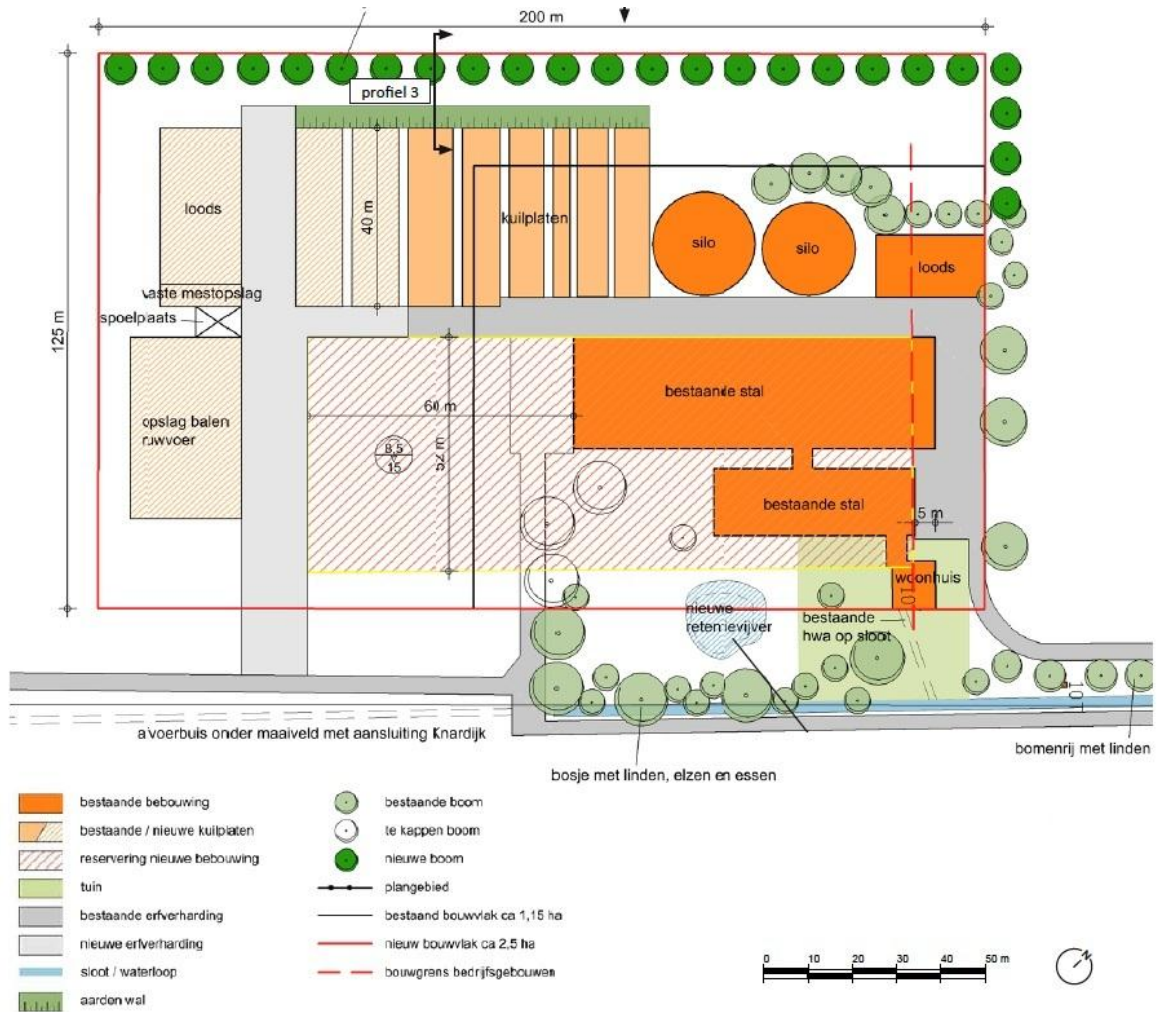 200 m
profiel 3
125 m
loods
40 m
kuilplaten
silo
silo
loods
vaste mestopslag
spoelplaats
opslag balen
ruwvoer
60 m
8,5
15
52 m
bestaande stal
bestaande stal
5 m
woonhuis
10
nieuwe
retentievijver
bestaande
hwa op sloot
10
afvoerbuis onder maaiveld met aansluiting Knardijk
bosje met linden, elzen en essen
bomenrij met linden
bestaande bebouwing
bestaande / nieuwe kuilplaten
reservering nieuwe bebouwing
tuin
bestaande erfverharding
nieuwe erfverharding
sloot / waterloop
aarden wal
bestaande boom
te kappen boom
nieuwe boom
plangebied
bestaand bouwvlak ca 1,15 ha
nieuw bouwvlak ca 2,5 ha
bouwgrens bedrijfsgebouwen
0 10 20 30 40 50 m
N